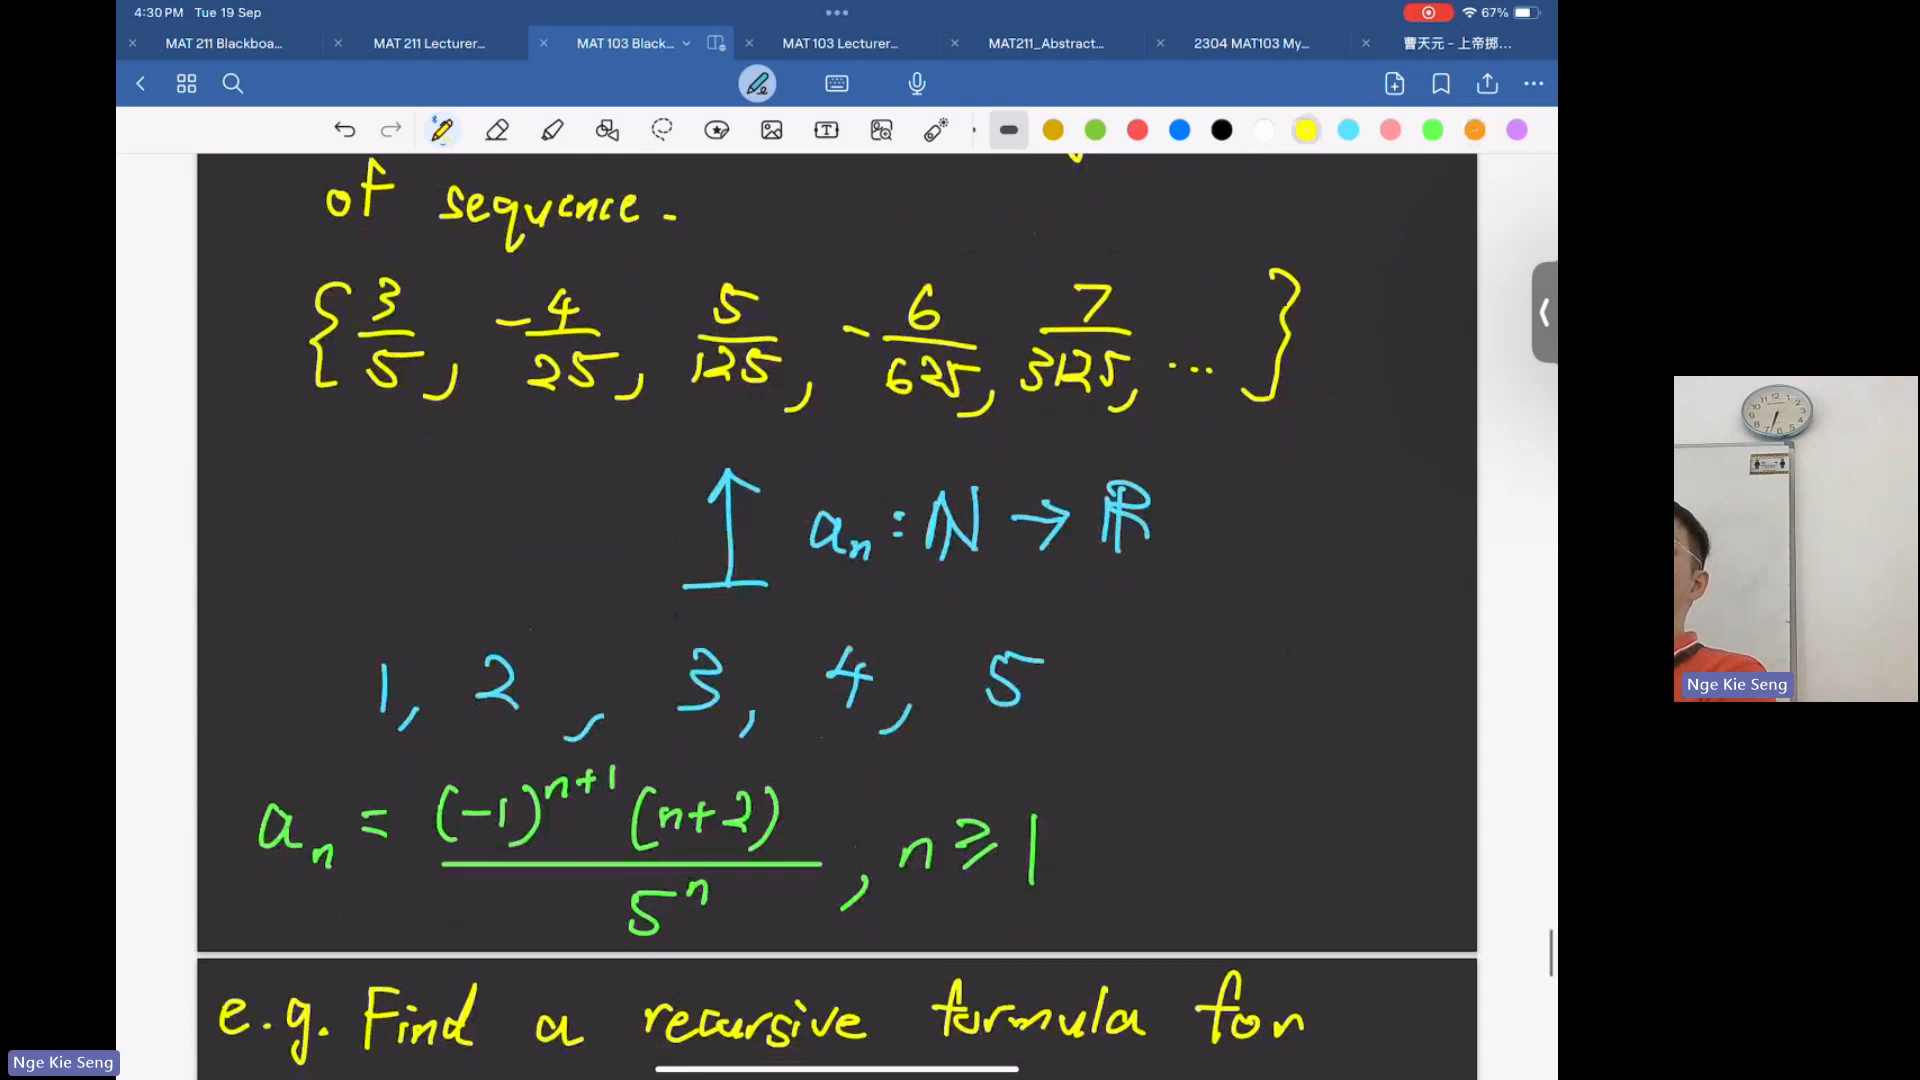 4:30 PM Tue 19 Sep
67%
MAT 211 Blackboa...
MAT 211 Lecturer...
MAT 103 Black...
MAT 103 Lecturer...
MAT211_Abstract...
2304 MAT103 My...
曹天元 - 上帝掷...
of sequence.
{3/5, -4/25, 5/125, -6/625, 7/3125, ...}
aₙ : ℕ → ℝ
1, 2, 3, 4, 5
aₙ = (-1)ⁿ⁺¹ (n+2) / 5ⁿ, n ≥ 1
e.g. Find a recursive formula for
Nge Kie Seng
Nge Kie Seng